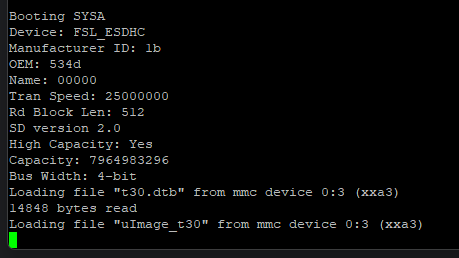 Booting SYSA
Device: FSL_ESDHC
Manufacturer ID: 1b
OEM: 534d
Name: 00000
Tran Speed: 25000000
Rd Block Len: 512
SD version 2.0
High Capacity: Yes
Capacity: 7964983296
Bus Width: 4-bit
Loading file "t30.dtb" from mmc device 0:3 (xxa3)
14848 bytes read
Loading file "uImage_t30" from mmc device 0:3 (xxa3)